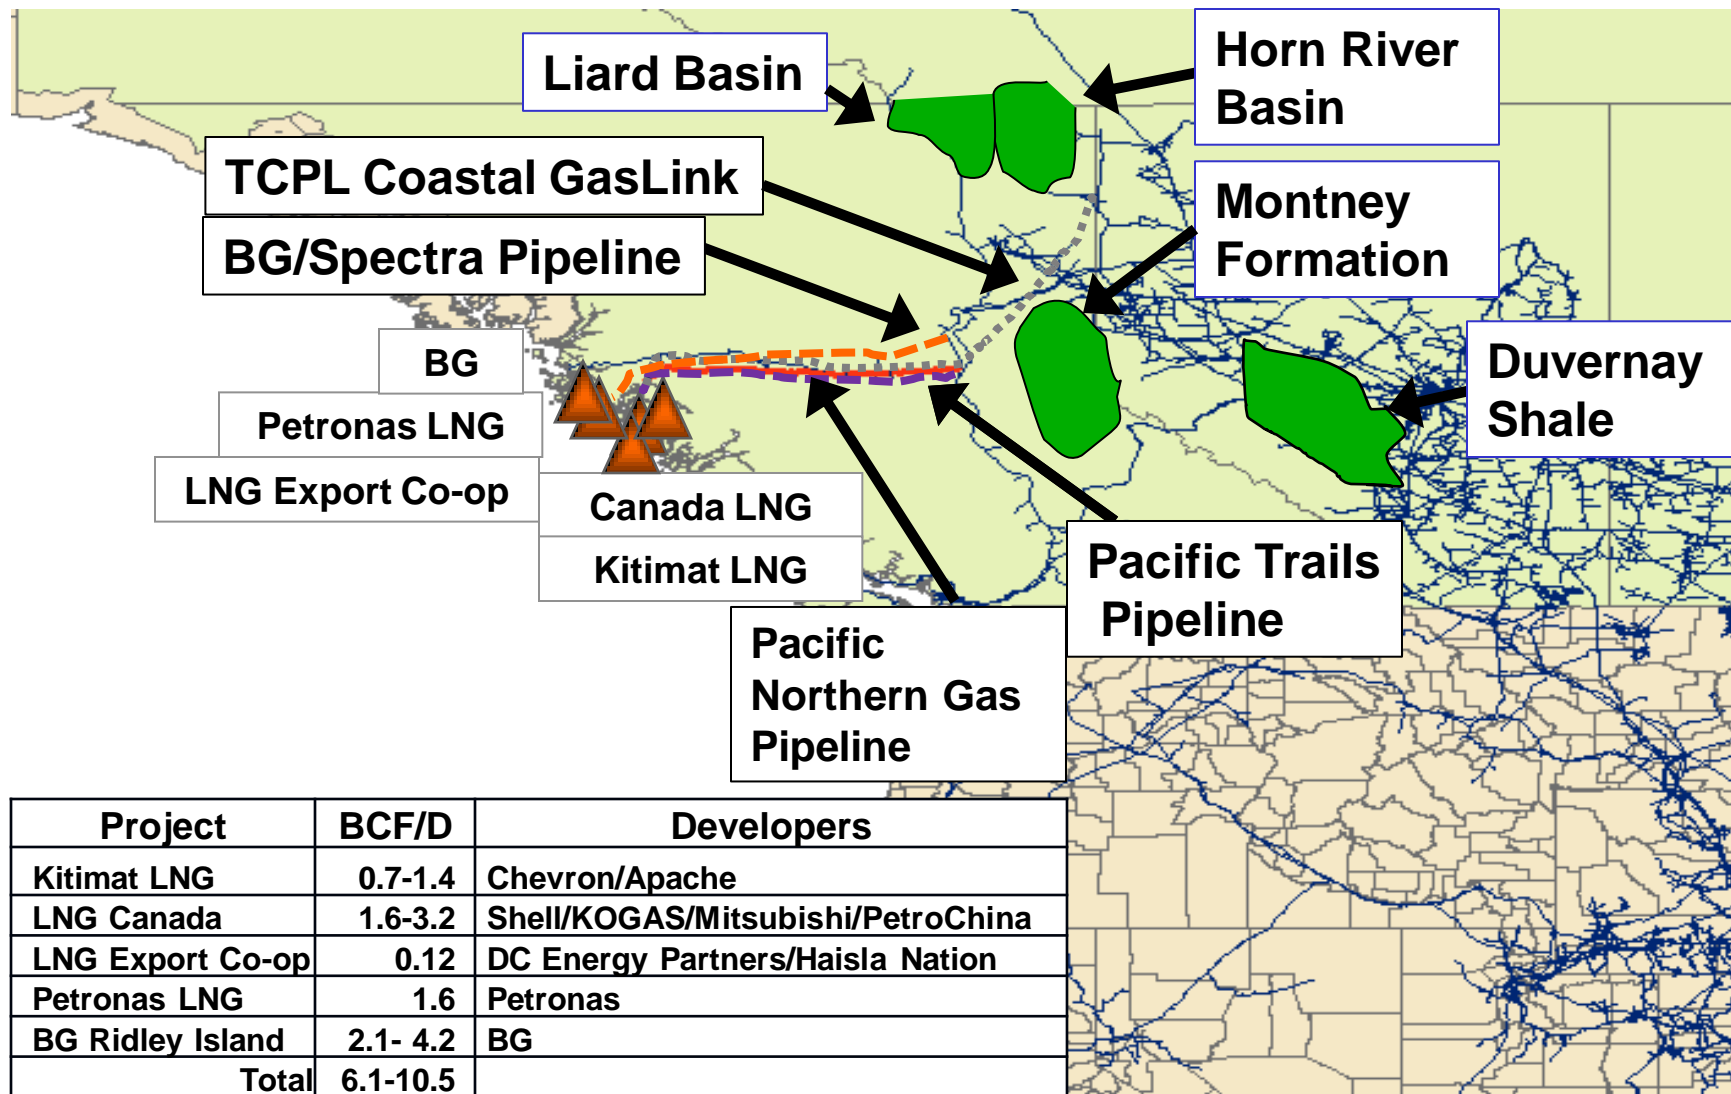 Liard Basin
Horn River
Basin
TCPL Coastal GasLink
Montney
Formation
BG/Spectra Pipeline
BG
Duvernay
Shale
Petronas LNG
LNG Export Co-op
Canada LNG
Kitimat LNG
Pacific Trails
Pipeline
Pacific
Northern Gas
Pipeline
Project BCF/D Developers
Kitimat LNG 0.7-1.4 Chevron/Apache
LNG Canada 1.6-3.2 Shell/KOGAS/Mitsubishi/PetroChina
LNG Export Co-op 0.12 DC Energy Partners/Haisla Nation
Petronas LNG 1.6 Petronas
BG Ridley Island 2.1- 4.2 BG
Total 6.1-10.5